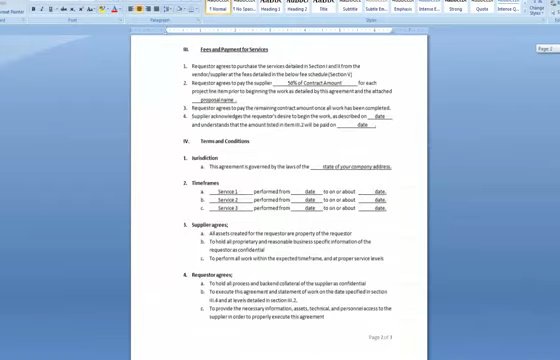 Format Painter
Font
Paragraph
Styles
¶ Normal
¶ No Spaci...
Heading 1
Heading 2
Title
Subtitle
Subtle Em...
Emphasis
Intense E...
Strong
Quote
Intense Q...
Change
Styles
Page: 2
III. Fees and Payment for Services
1. Requestor agrees to purchase the services detailed in Section I and II from the
vendor/supplier at the fees detailed in the below fee schedule (Section V)
2. Requestor agrees to pay the supplier 50% of Contract Amount for each
project line item prior to beginning the work as detailed by this agreement and the attached
proposal name .
3. Requestor agrees to pay the remaining contract amount once all work has been completed.
4. Supplier acknowledges the requestor's desire to begin the work, as described on date
and understands that the amount listed in item III.2 will be paid on date .
IV. Terms and Conditions
1. Jurisdiction
a. This agreement is governed by the laws of the state of your company address.
2. Timeframes
a. Service 1 performed from date to on or about date.
b. Service 2 performed from date to on or about date.
c. Service 3 performed from date to on or about date.
3. Supplier agrees;
a. All assets created for the requestor are property of the requestor
b. To hold all proprietary and reasonable business specific information of the
requestor as confidential
c. To perform all work within the expected timeframe, and at proper service levels
4. Requestor agrees;
a. To hold all process and backend collateral of the supplier as confidential
b. To execute this agreement and statement of work on the date specified in section
III.4 and at levels detailed in section III.2.
c. To provide the necessary information, assets, technical, and personnel access to the
supplier in order to properly execute this agreement
Page 2 of 3